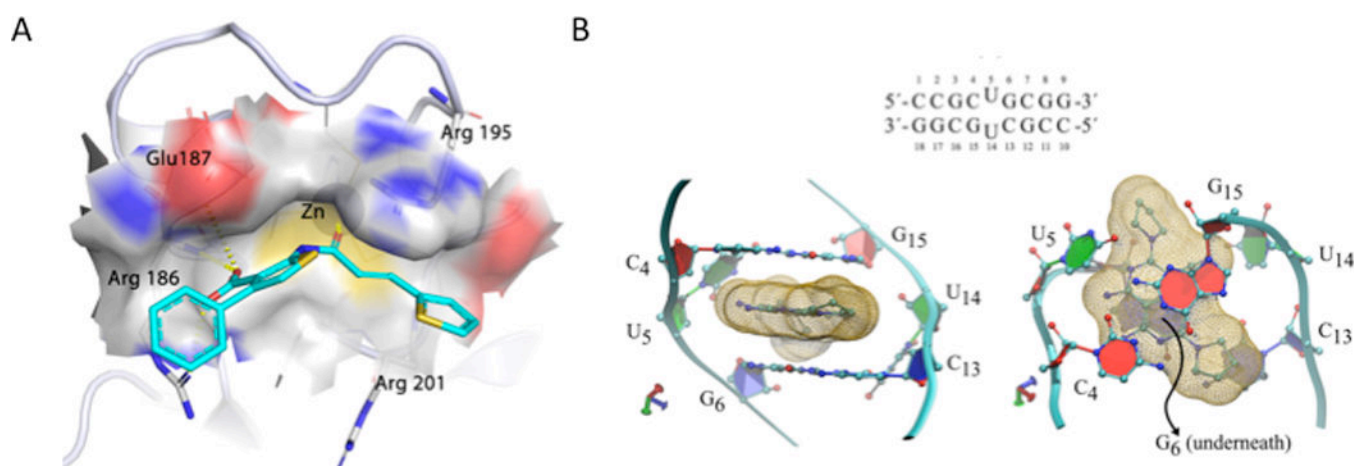 A
Glu187
Arg 195
Zn
Arg 186
Arg 201
B
1 2 3 4 5 6 7 8 9
5´-CCGCUGCGG-3´
3´-GGCGUCGCC-5´
18 17 16 15 14 13 12 11 10
C4
G15
U5
U14
G6
C13
G15
U5
U14
C13
C4
G6 (underneath)